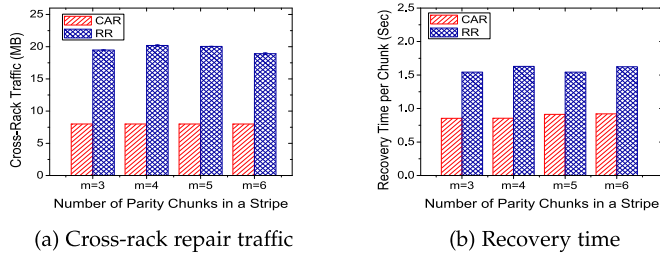 CAR
RR
Cross-Rack Traffic (MB)
25
20
15
10
5
0
m=3 m=4 m=5 m=6
Number of Parity Chunks in a Stripe
(a) Cross-rack repair traffic
CAR
RR
Recovery Time per Chunk (Sec)
2.5
2.0
1.5
1.0
0.5
0.0
m=3 m=4 m=5 m=6
Number of Parity Chunks in a Stripe
(b) Recovery time